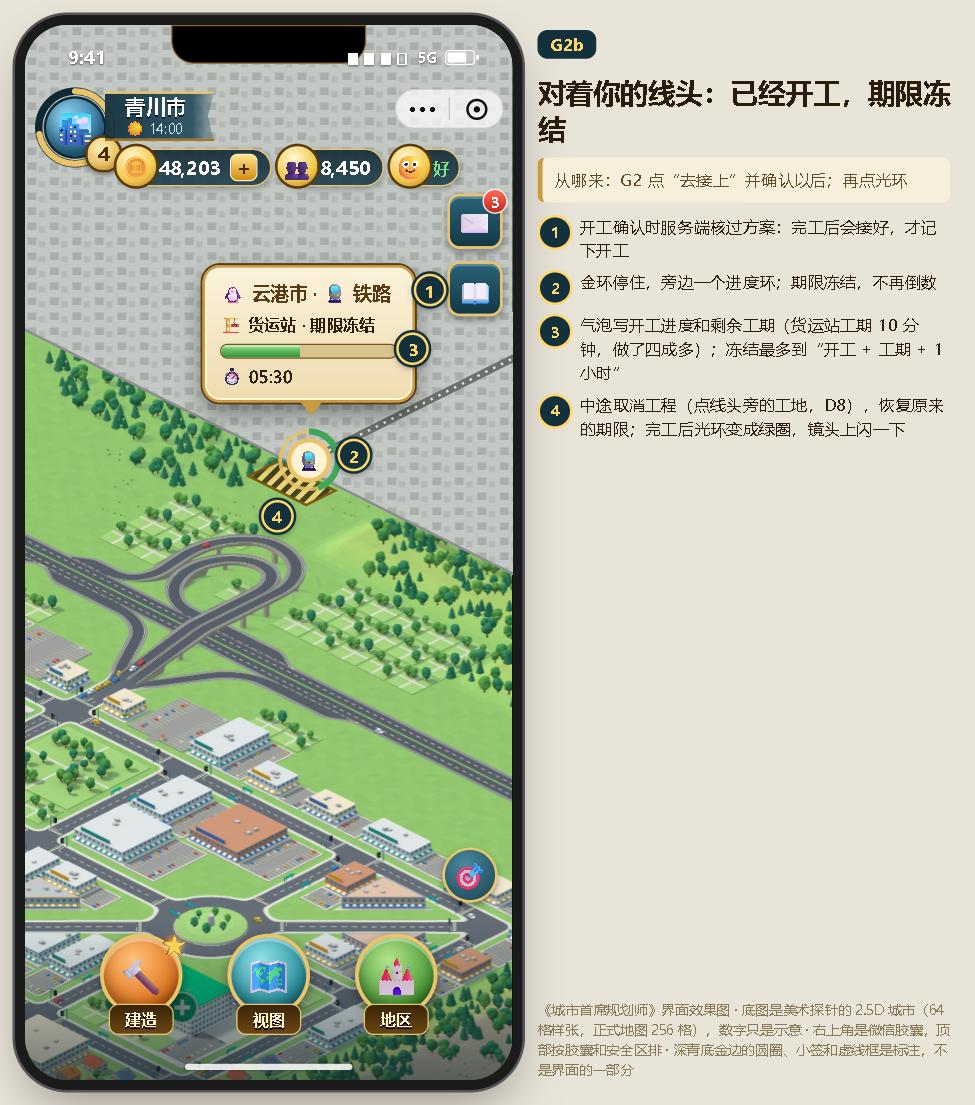 9:41
5G
青川市
14:00
4
48,203
+
8,450
好
3
云港市 · 铁路
1
货运站 · 期限冻结
3
05:30
2
4
建造
视图
地区
G2b
对着你的线头：已经开工，期限冻
结
从哪来：G2 点“去接上”并确认以后；再点光环
1
开工确认时服务端核过方案：完工后会接好，才记
下开工
2
金环停住，旁边一个进度环；期限冻结，不再倒数
3
气泡写开工进度和剩余工期（货运站工期 10 分
钟，做了四成多）；冻结最多到“开工 + 工期 + 1
小时”
4
中途取消工程（点线头旁的工地，D8），恢复原来
的期限；完工后光环变成绿圈，镜头上闪一下
《城市首席规划师》界面效果图 · 底图是美术探针的 2.5D 城市（64
格样张，正式地图 256 格），数字只是示意 · 右上角是微信胶囊，顶
部按胶囊和安全区排 · 深青底金边的圆圈、小签和虚线框是标注，不
是界面的一部分